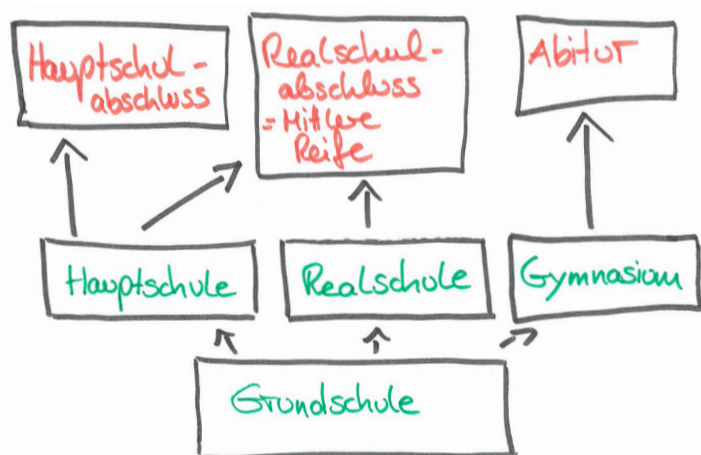 Hauptschul-
abschluss
Realschul-
abschluss
= Mittlere
Reife
Abitur
Hauptschule
Realschule
Gymnasium
Grundschule